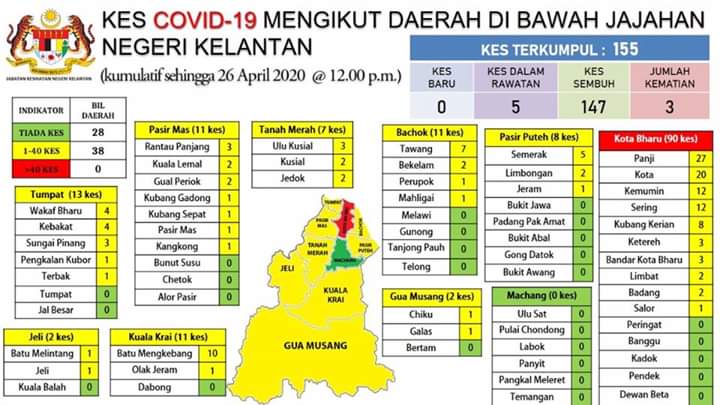 KES COVID-19 MENGIKUT DAERAH DI BAWAH JAJAHAN
NEGERI KELANTAN
(kumulatif sehingga 26 April 2020 @ 12.00 p.m.)
JABATAN KESIHATAN NEGERI KELANTAN
KES TERKUMPUL : 155
KES BARU 0
KES DALAM RAWATAN 5
KES SEMBUH 147
JUMLAH KEMATIAN 3
INDIKATOR BIL DAERAH
TIADA KES 28
1-40 KES 38
>40 KES 0
Tumpat (13 kes)
Wakaf Bharu 4
Kebakat 4
Sungai Pinang 3
Pengkalan Kubor 1
Terbak 1
Tumpat 0
Jal Besar 0
Pasir Mas (11 kes)
Rantau Panjang 3
Kuala Lemal 2
Gual Periok 2
Kubang Gadong 1
Kubang Sepat 1
Pasir Mas 1
Kangkong 1
Bunut Susu 0
Chetok 0
Alor Pasir 0
Tanah Merah (7 kes)
Ulu Kusial 3
Kusial 2
Jedok 2
Bachok (11 kes)
Tawang 7
Bekelam 2
Perupok 1
Mahligai 1
Melawi 0
Gunong 0
Tanjong Pauh 0
Telong 0
Pasir Puteh (8 kes)
Semerak 5
Limbongan 2
Jeram 1
Bukit Jawa 0
Padang Pak Amat 0
Bukit Abal 0
Gong Datok 0
Bukit Awang 0
Kota Bharu (90 kes)
Panji 27
Kota 20
Kemumin 12
Sering 12
Kubang Kerian 8
Ketereh 3
Bandar Kota Bharu 3
Limbat 2
Badang 2
Salor 1
Peringat 0
Banggu 0
Kadok 0
Pendek 0
Dewan Beta 0
Jeli (2 kes)
Batu Melintang 1
Jeli 1
Kuala Balah 0
Kuala Krai (11 kes)
Batu Mengkebang 10
Olak Jeram 1
Dabong 0
Gua Musang (2 kes)
Chiku 1
Galas 1
Bertam 0
Machang (0 kes)
Ulu Sat 0
Pulai Chondong 0
Labok 0
Panyit 0
Pangkal Meleret 0
Temangan 0
TUMPAT
PASIR MAS
BACHOK
TANAH MERAH
PASIR PUTEH
MACHANG
JELI
KUALA KRAI
GUA MUSANG